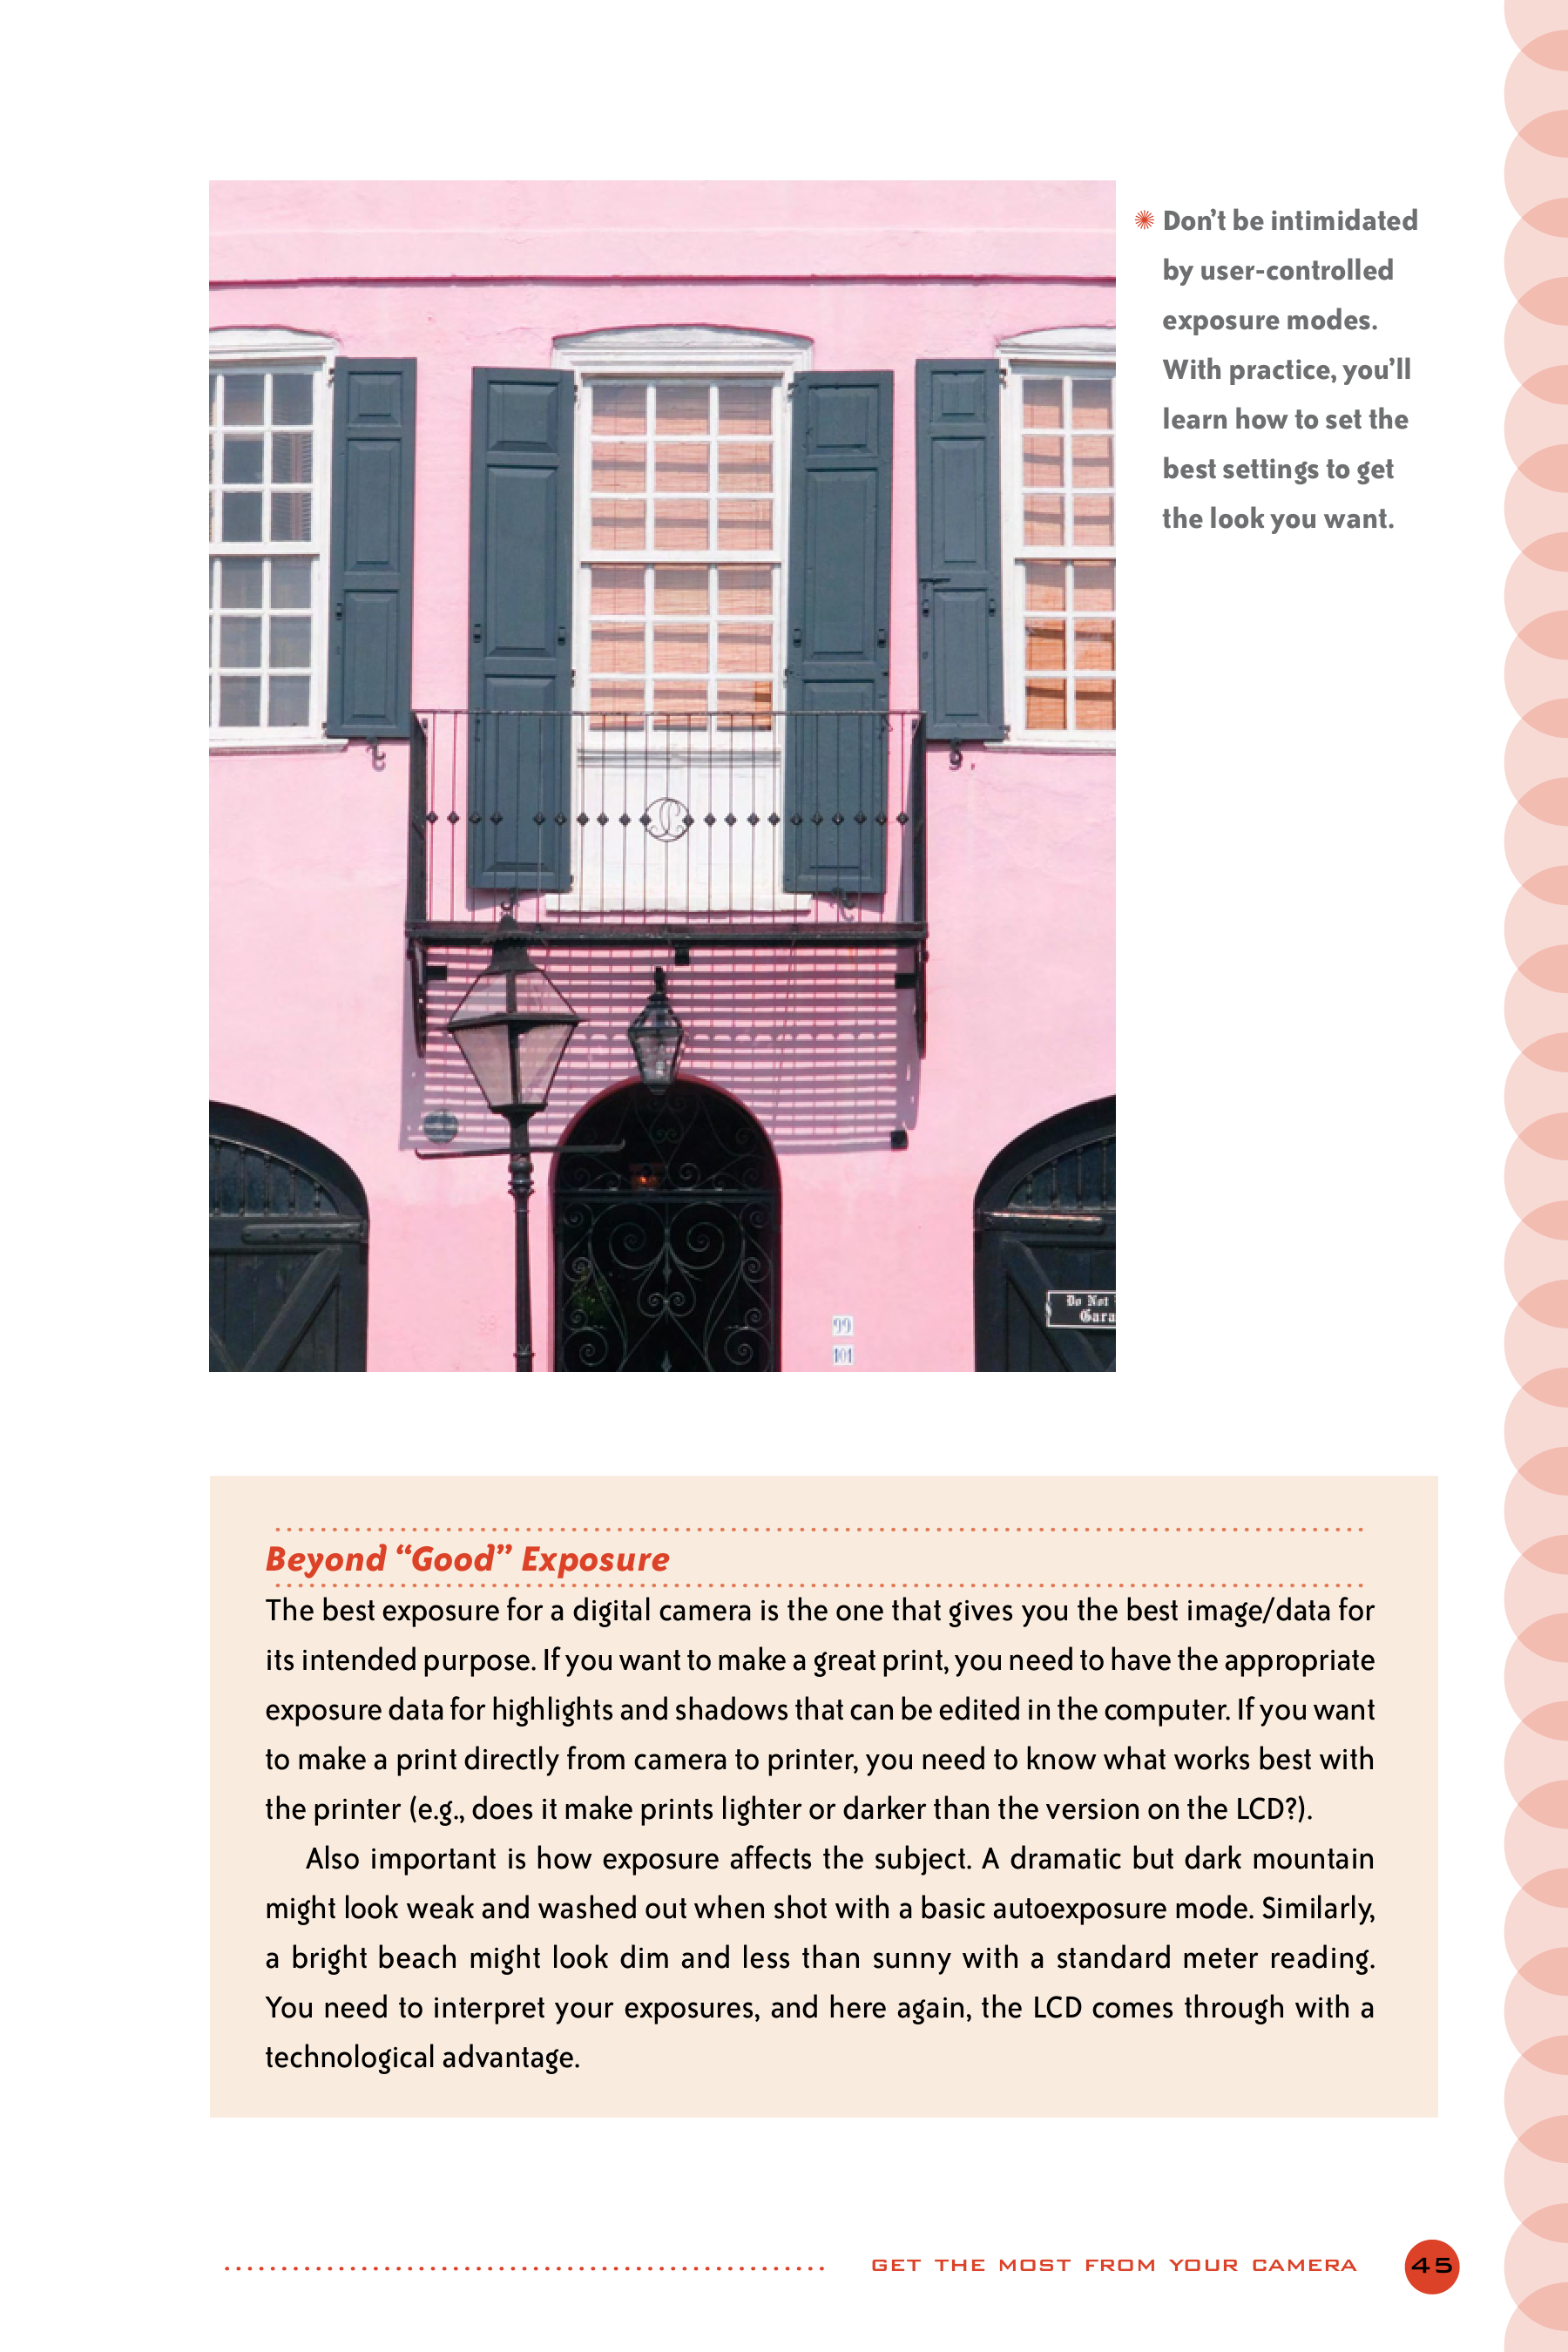 Don’t be intimidated
by user-controlled
exposure modes.
With practice, you’ll
learn how to set the
best settings to get
the look you want.
99
101
Do Not
Gara
Beyond “Good” Exposure
The best exposure for a digital camera is the one that gives you the best image/data for
its intended purpose. If you want to make a great print, you need to have the appropriate
exposure data for highlights and shadows that can be edited in the computer. If you want
to make a print directly from camera to printer, you need to know what works best with
the printer (e.g., does it make prints lighter or darker than the version on the LCD?).
Also important is how exposure affects the subject. A dramatic but dark mountain
might look weak and washed out when shot with a basic autoexposure mode. Similarly,
a bright beach might look dim and less than sunny with a standard meter reading.
You need to interpret your exposures, and here again, the LCD comes through with a
technological advantage.
GET THE MOST FROM YOUR CAMERA 45